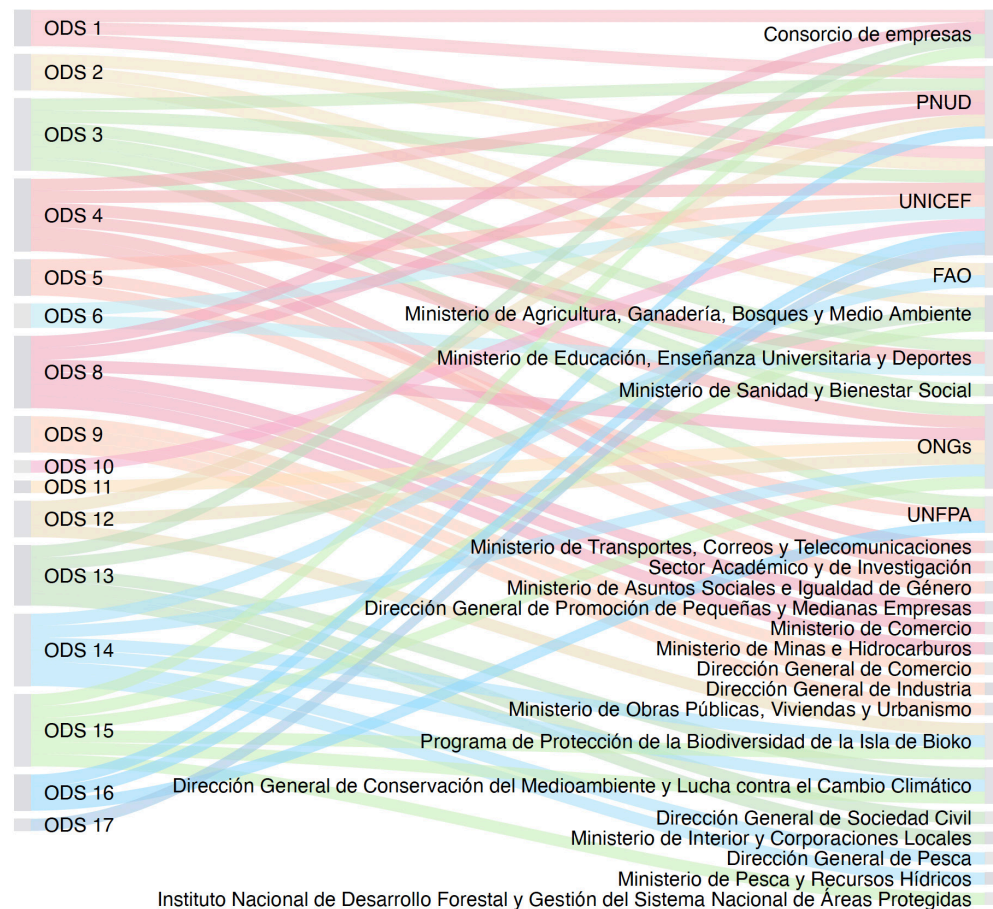 ODS 1
ODS 2
ODS 3
ODS 4
ODS 5
ODS 6
ODS 8
ODS 9
ODS 10
ODS 11
ODS 12
ODS 13
ODS 14
ODS 15
ODS 16
ODS 17
Consorcio de empresas
PNUD
UNICEF
FAO
Ministerio de Agricultura, Ganadería, Bosques y Medio Ambiente
Ministerio de Educación, Enseñanza Universitaria y Deportes
Ministerio de Sanidad y Bienestar Social
ONGs
UNFPA
Ministerio de Transportes, Correos y Telecomunicaciones
Sector Académico y de Investigación
Ministerio de Asuntos Sociales e Igualdad de Género
Dirección General de Promoción de Pequeñas y Medianas Empresas
Ministerio de Comercio
Ministerio de Minas e Hidrocarburos
Dirección General de Comercio
Dirección General de Industria
Ministerio de Obras Públicas, Viviendas y Urbanismo
Programa de Protección de la Biodiversidad de la Isla de Bioko
Dirección General de Conservación del Medioambiente y Lucha contra el Cambio Climático
Dirección General de Sociedad Civil
Ministerio de Interior y Corporaciones Locales
Dirección General de Pesca
Ministerio de Pesca y Recursos Hídricos
Instituto Nacional de Desarrollo Forestal y Gestión del Sistema Nacional de Áreas Protegidas